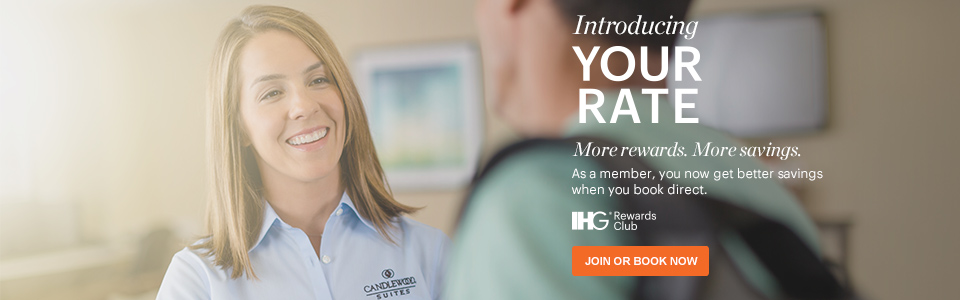 Introducing
YOUR
RATE
More rewards. More savings.
As a member, you now get better savings
when you book direct.
IHG® Rewards
Club
JOIN OR BOOK NOW
CANDLEWOOD
SUITES